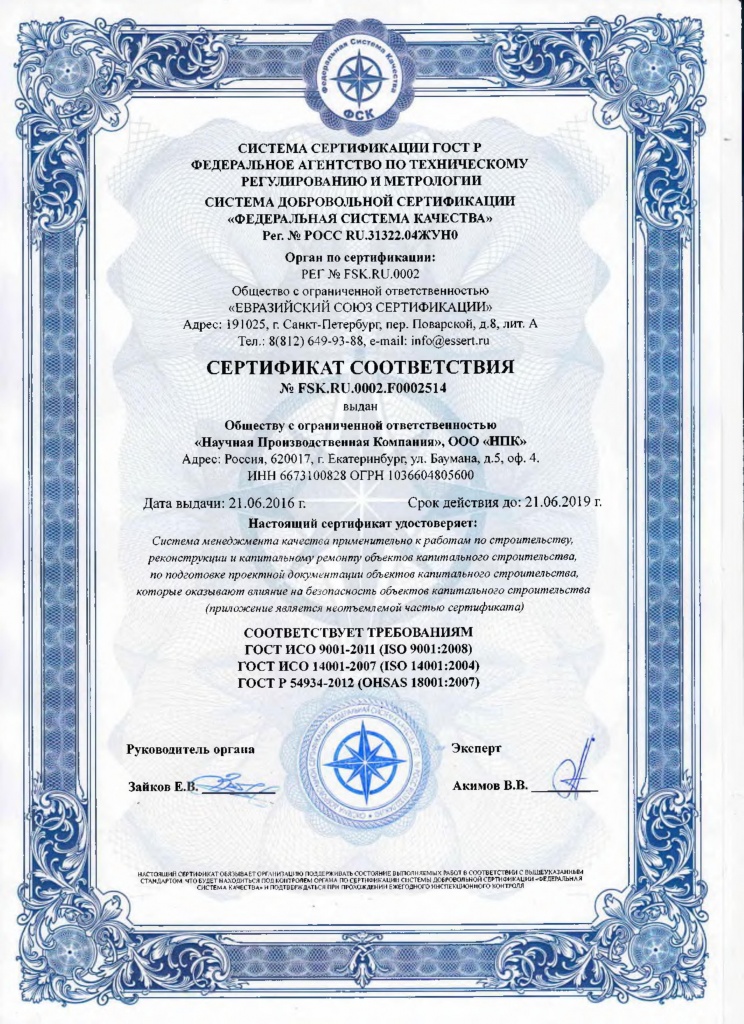 Федеральная Система Качества
ФСК
СИСТЕМА СЕРТИФИКАЦИИ ГОСТ Р
ФЕДЕРАЛЬНОЕ АГЕНТСТВО ПО ТЕХНИЧЕСКОМУ
РЕГУЛИРОВАНИЮ И МЕТРОЛОГИИ
СИСТЕМА ДОБРОВОЛЬНОЙ СЕРТИФИКАЦИИ
«ФЕДЕРАЛЬНАЯ СИСТЕМА КАЧЕСТВА»
Рег. № РОСС RU.31322.04ЖУН0
Орган по сертификации:
РЕГ № FSK.RU.0002
Общество с ограниченной ответственностью
«ЕВРАЗИЙСКИЙ СОЮЗ СЕРТИФИКАЦИИ»
Адрес: 191025, г. Санкт-Петербург, пер. Поварской, д.8, лит. А
Тел.: 8(812) 649-93-88, e-mail: info@essert.ru
СЕРТИФИКАТ СООТВЕТСТВИЯ
№ FSK.RU.0002.F0002514
выдан
Обществу с ограниченной ответственностью
«Научная Производственная Компания», ООО «НПК»
Адрес: Россия, 620017, г. Екатеринбург, ул. Баумана, д.5, оф. 4.
ИНН 6673100828 ОГРН 1036604805600
Дата выдачи: 21.06.2016 г. Срок действия до: 21.06.2019 г.
Настоящий сертификат удостоверяет:
Система менеджмента качества применительно к работам по строительству,
реконструкции и капитальному ремонту объектов капитального строительства,
по подготовке проектной документации объектов капитального строительства,
которые оказывают влияние на безопасность объектов капитального строительства
(приложение является неотъемлемой частью сертификата)
СООТВЕТСТВУЕТ ТРЕБОВАНИЯМ
ГОСТ ИСО 9001-2011 (ISO 9001:2008)
ГОСТ ИСО 14001-2007 (ISO 14001:2004)
ГОСТ Р 54934-2012 (OHSAS 18001:2007)
Руководитель органа Эксперт
Зайков Е.В. Акимов В.В.
НАСТОЯЩИЙ СЕРТИФИКАТ ОБЯЗЫВАЕТ ОРГАНИЗАЦИЮ ПОДДЕРЖИВАТЬ СОСТОЯНИЕ ВЫПОЛНЯЕМЫХ РАБОТ В СООТВЕТСТВИИ С ВЫШЕУКАЗАННЫМ
СТАНДАРТОМ, ЧТО БУДЕТ НАХОДИТЬСЯ ПОД КОНТРОЛЕМ ОРГАНА ПО СЕРТИФИКАЦИИ СИСТЕМЫ ДОБРОВОЛЬНОЙ СЕРТИФИКАЦИИ «ФЕДЕРАЛЬНАЯ
СИСТЕМА КАЧЕСТВА» И ПОДТВЕРЖДАТЬСЯ ПРИ ПРОХОЖДЕНИИ ЕЖЕГОДНОГО ИНСПЕКЦИОННОГО КОНТРОЛЯ